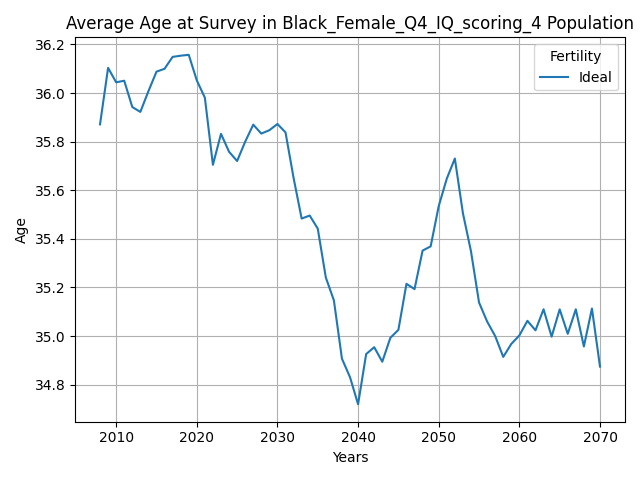 Average Age at Survey in Black_Female_Q4_IQ_scoring_4 Population
36.2
36.0
35.8
35.6
35.4
35.2
35.0
34.8
Age
Fertility
Ideal
2010 2020 2030 2040 2050 2060 2070
Years